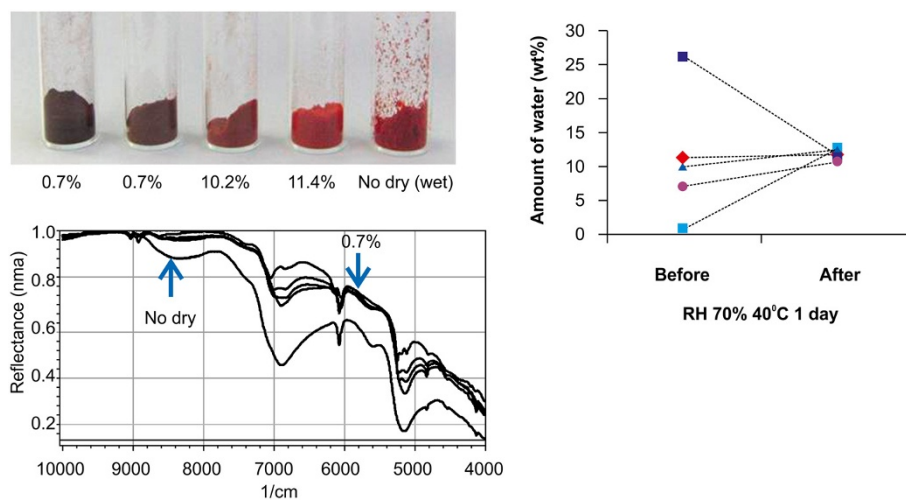 0.7% 0.7% 10.2% 11.4% No dry (wet)
Reflectance (nma)
1.0
0.8
0.6
0.4
0.2
No dry
0.7%
10000 9000 8000 7000 6000 5000 4000
1/cm
Amount of water (wt%)
30
25
20
15
10
5
0
Before After
RH 70% 40⁰C 1 day